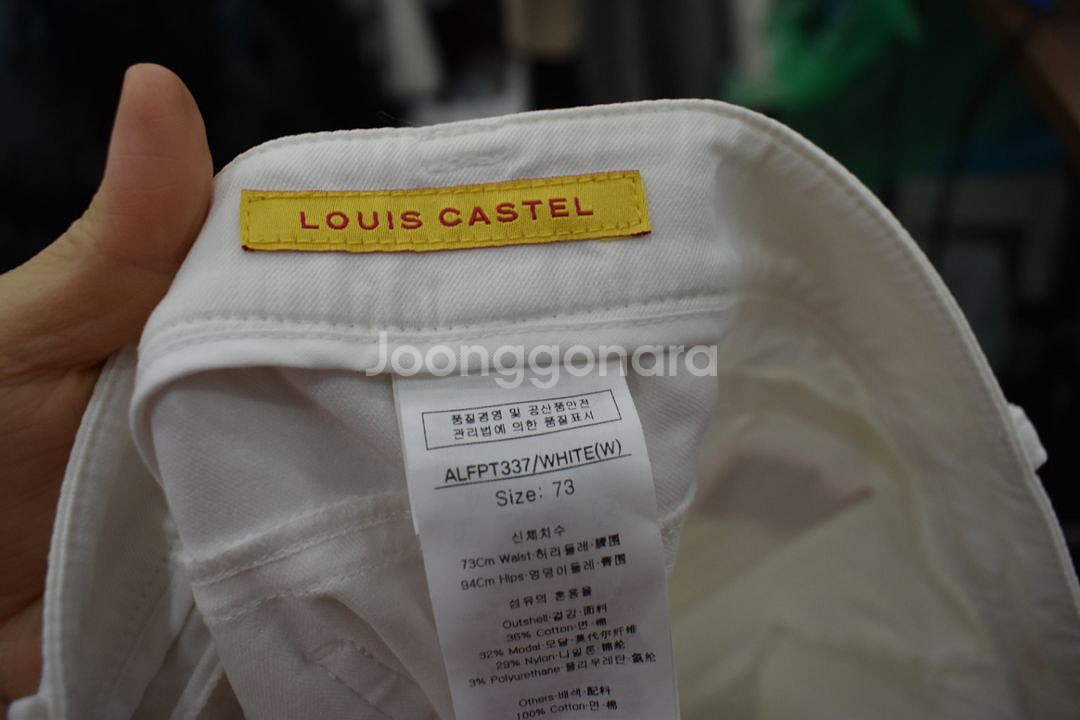 LOUIS CASTEL
Joonggonara
품질경영 및 공산품안전
관리법에 의한 품질표시
ALFPT337/WHITE(W)
Size: 73
신체치수
73Cm Waist·허리둘레·腰围
94Cm Hips·엉덩이둘레·臀围
섬유의 혼용율
Outshell·겉감·面料
36% Cotton·면·棉
32% Modal·모달·莫代尔纤维
29% Nylon·나일론·锦纶
3% Polyurethane·폴리우레탄·氨纶
Others·배색·配料
100% Cotton·면·棉